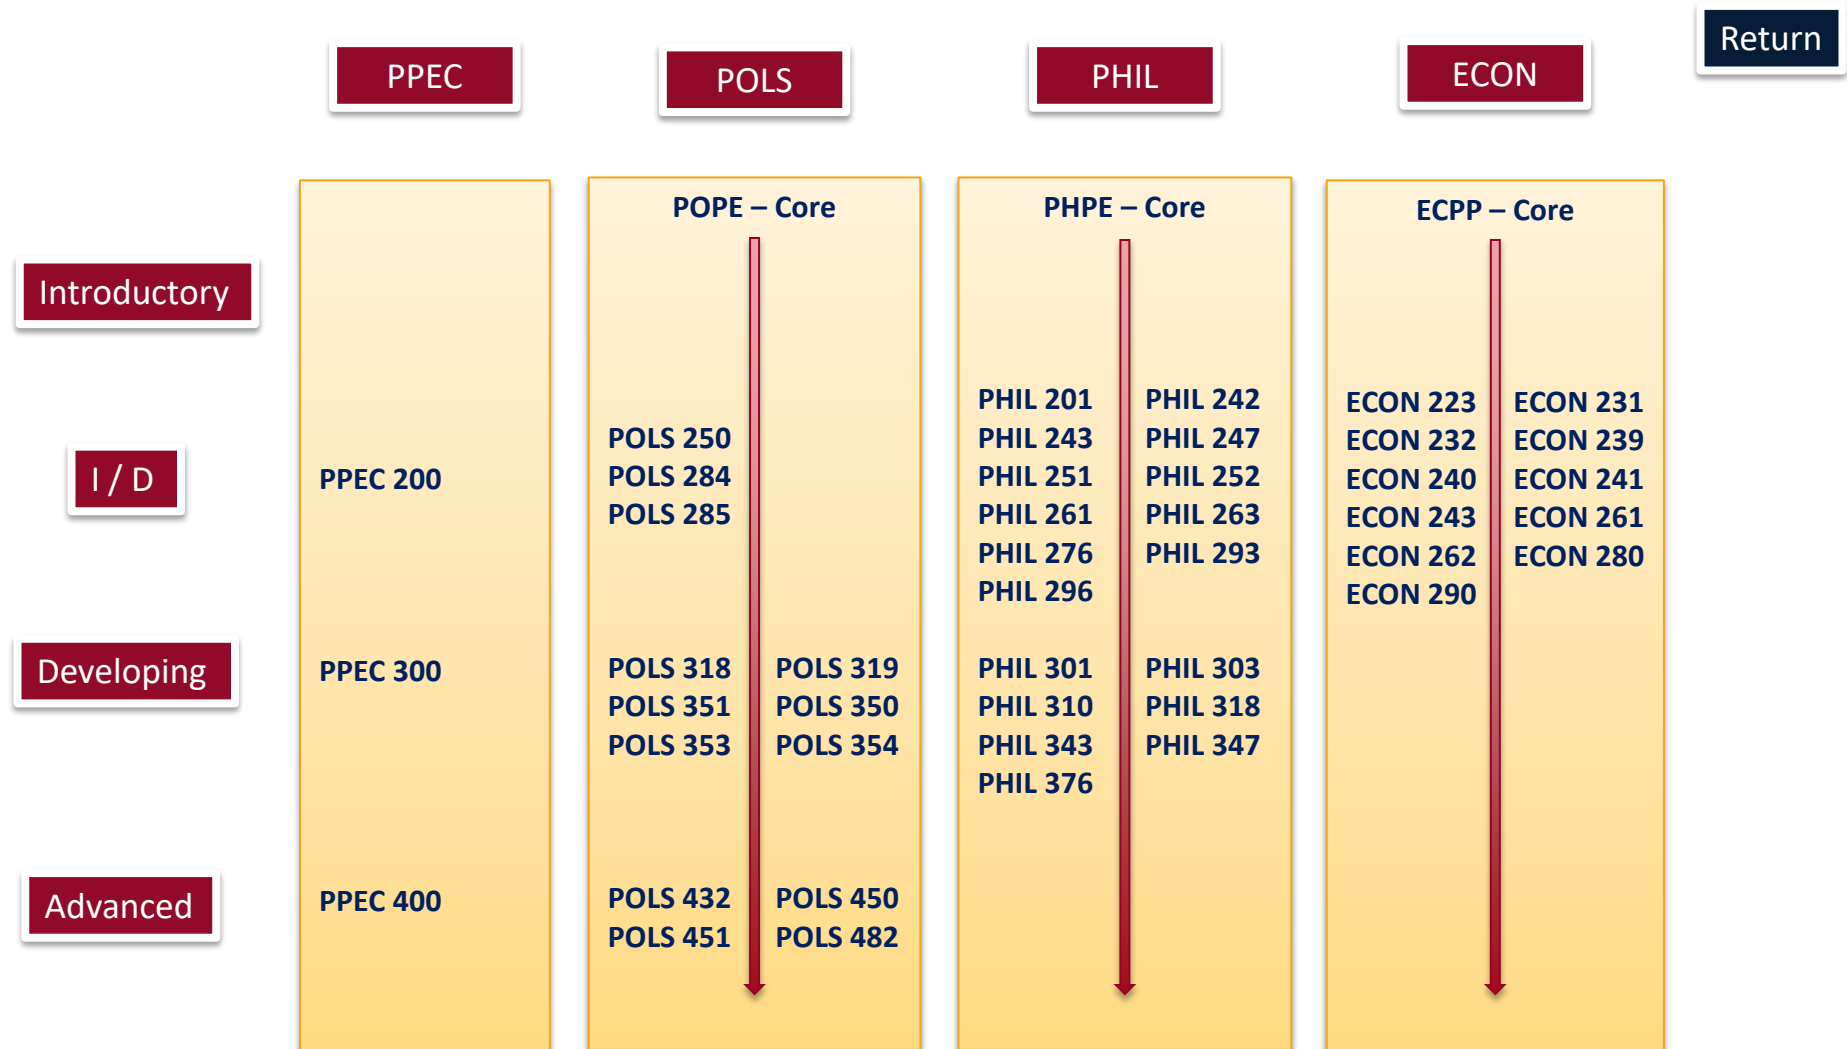 Return
PPEC POLS PHIL ECON
POPE – Core PHPE – Core ECPP – Core
Introductory
PHIL 201 PHIL 242 ECON 223 ECON 231
POLS 250 PHIL 243 PHIL 247 ECON 232 ECON 239
I / D PPEC 200 POLS 284 PHIL 251 PHIL 252 ECON 240 ECON 241
POLS 285 PHIL 261 PHIL 263 ECON 243 ECON 261
PHIL 276 PHIL 293 ECON 262 ECON 280
PHIL 296 ECON 290
Developing PPEC 300 POLS 318 POLS 319 PHIL 301 PHIL 303
POLS 351 POLS 350 PHIL 310 PHIL 318
POLS 353 POLS 354 PHIL 343 PHIL 347
PHIL 376
Advanced PPEC 400 POLS 432 POLS 450
POLS 451 POLS 482